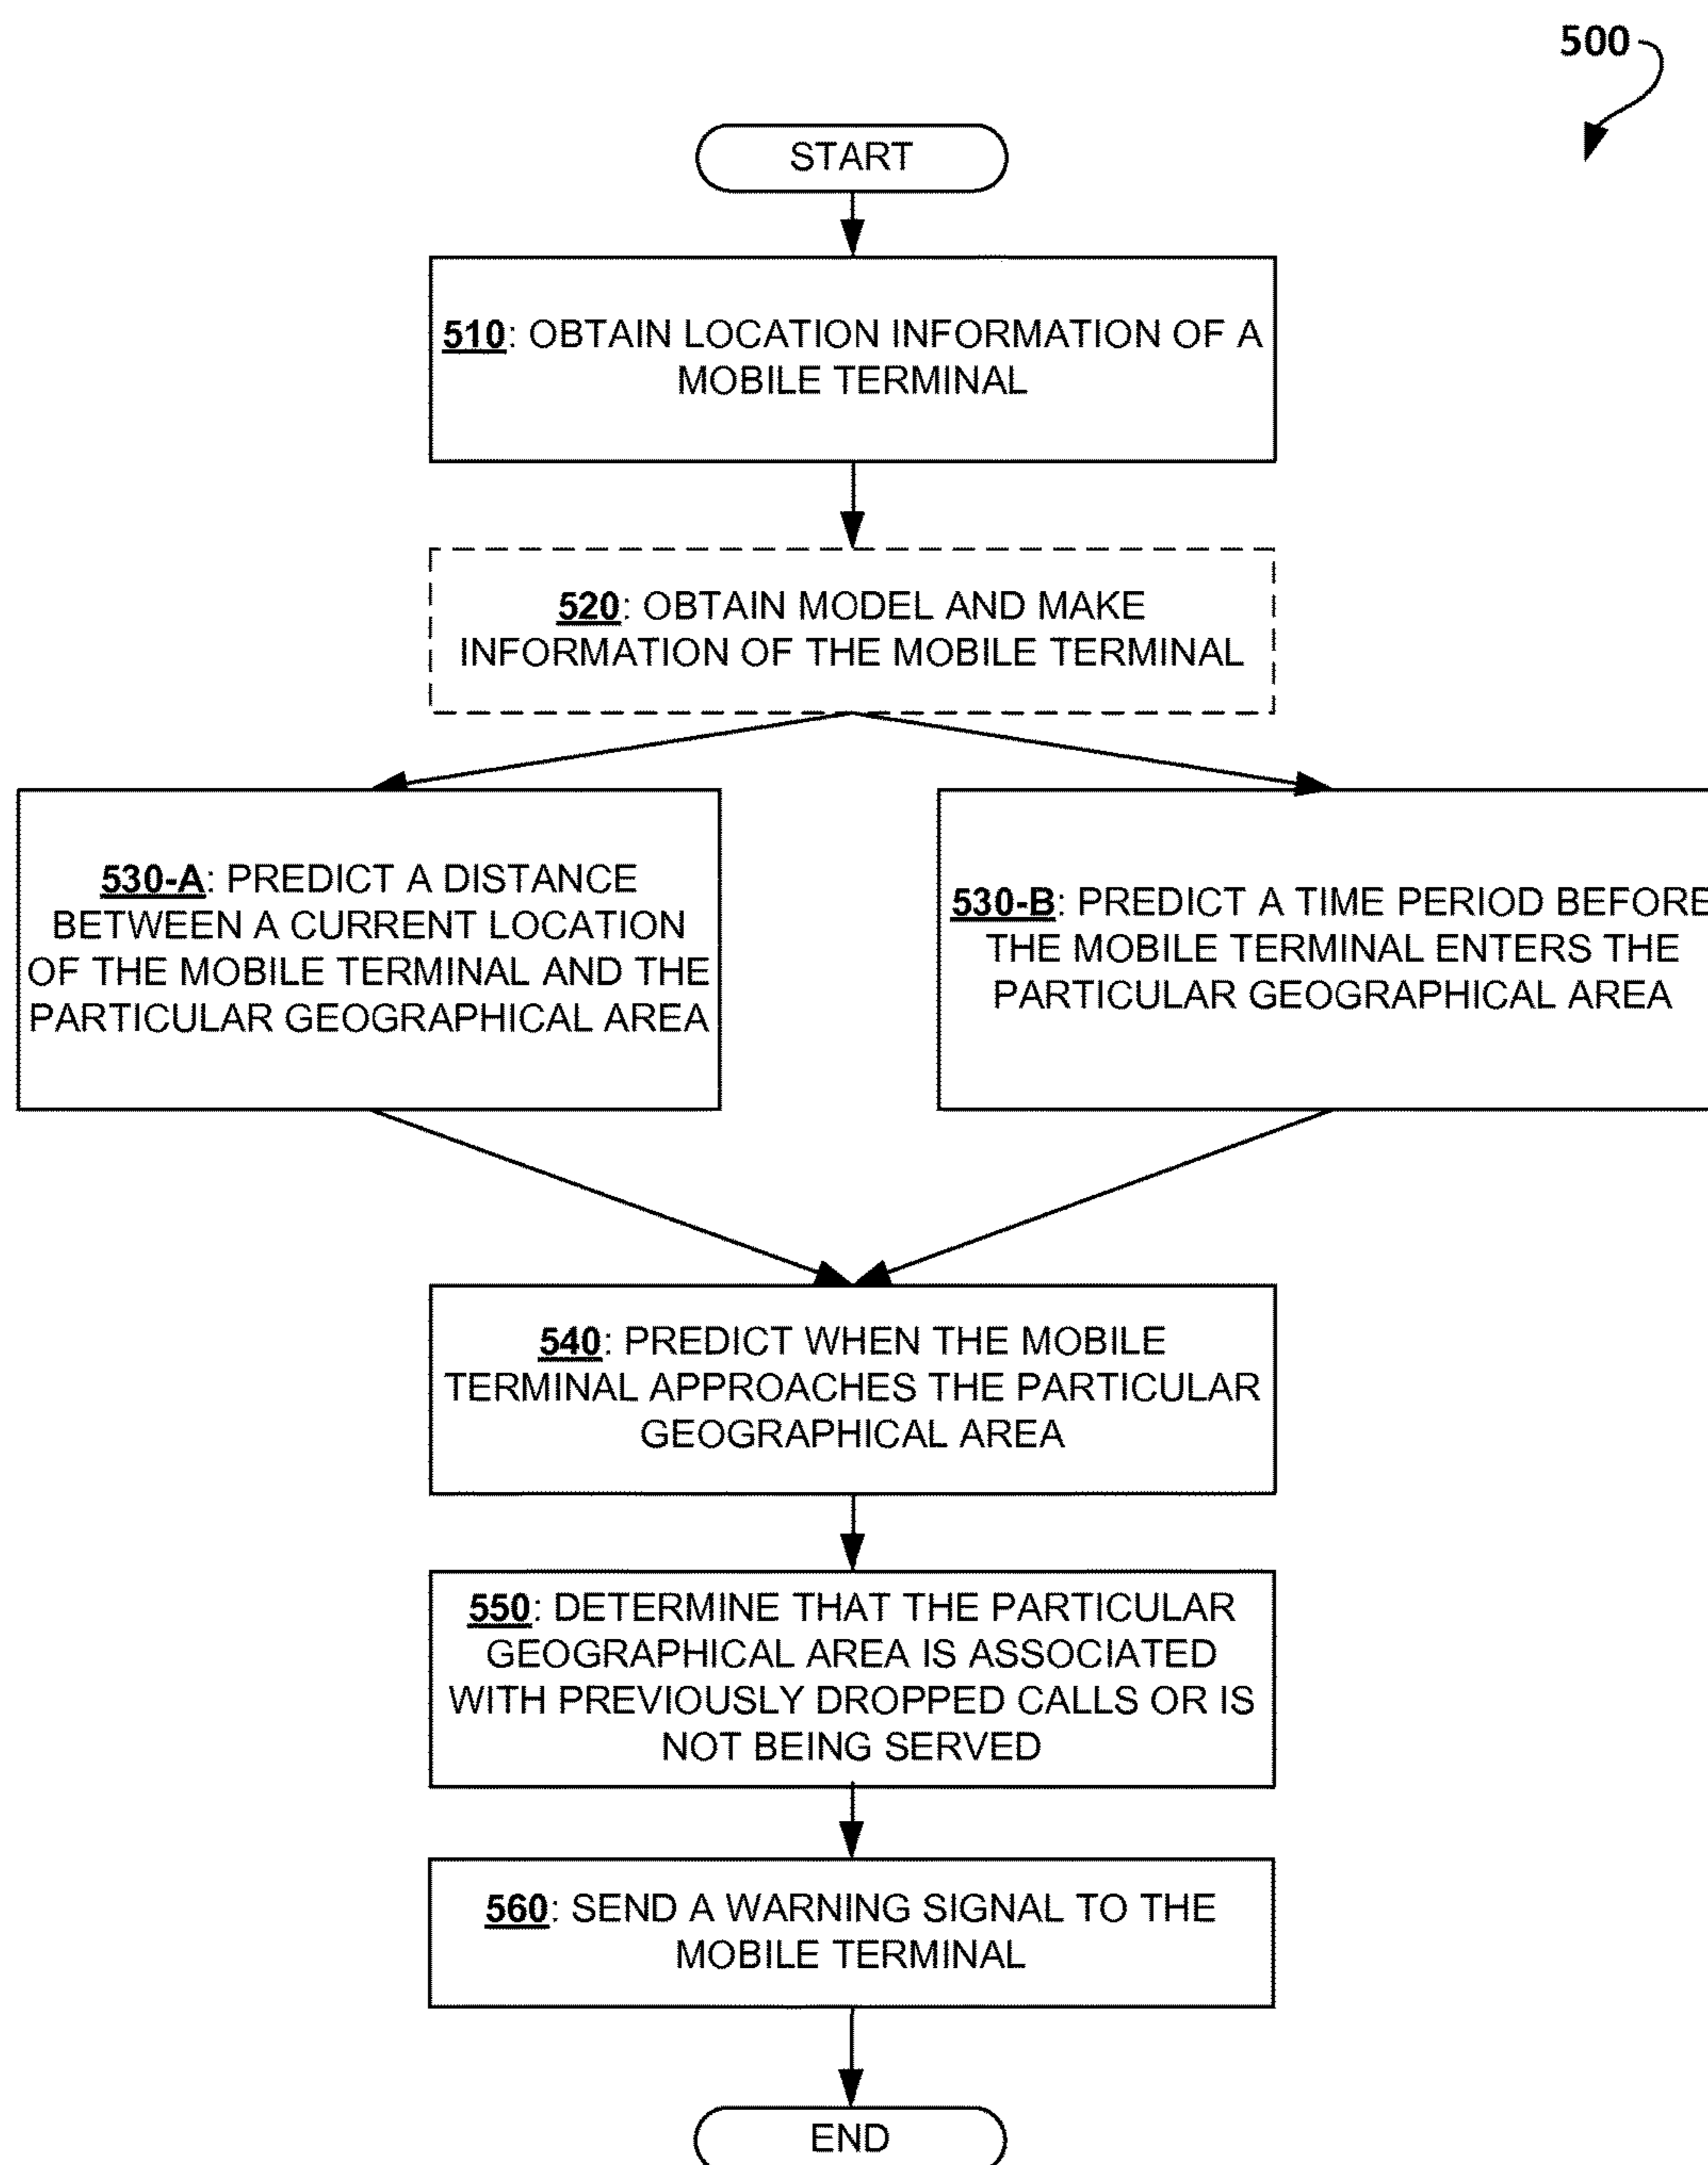 500
START
510: OBTAIN LOCATION INFORMATION OF A
MOBILE TERMINAL
520: OBTAIN MODEL AND MAKE
INFORMATION OF THE MOBILE TERMINAL
530-A: PREDICT A DISTANCE
BETWEEN A CURRENT LOCATION
OF THE MOBILE TERMINAL AND THE
PARTICULAR GEOGRAPHICAL AREA
530-B: PREDICT A TIME PERIOD BEFORE
THE MOBILE TERMINAL ENTERS THE
PARTICULAR GEOGRAPHICAL AREA
540: PREDICT WHEN THE MOBILE
TERMINAL APPROACHES THE PARTICULAR
GEOGRAPHICAL AREA
550: DETERMINE THAT THE PARTICULAR
GEOGRAPHICAL AREA IS ASSOCIATED
WITH PREVIOUSLY DROPPED CALLS OR IS
NOT BEING SERVED
560: SEND A WARNING SIGNAL TO THE
MOBILE TERMINAL
END